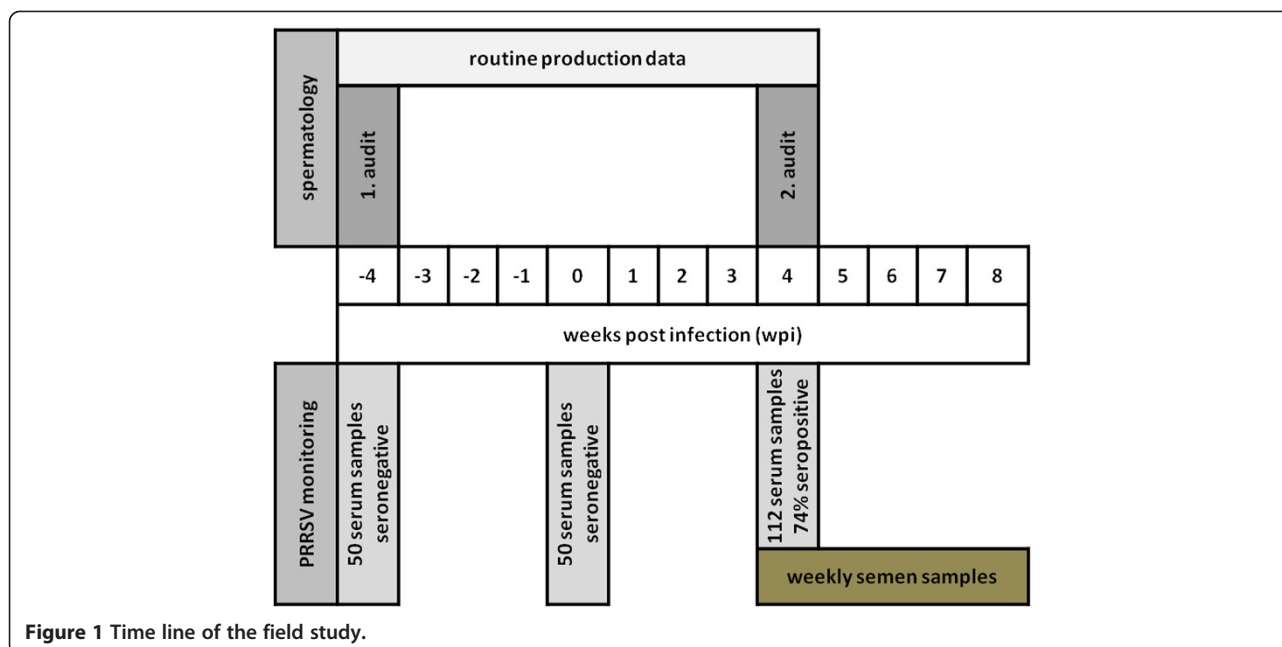 routine production data
spermatology
1. audit
2. audit
-4 -3 -2 -1 0 1 2 3 4 5 6 7 8
weeks post infection (wpi)
PRRSV monitoring
50 serum samples
seronegative
50 serum samples
seronegative
112 serum samples
74% seropositive
weekly semen samples
Figure 1 Time line of the field study.